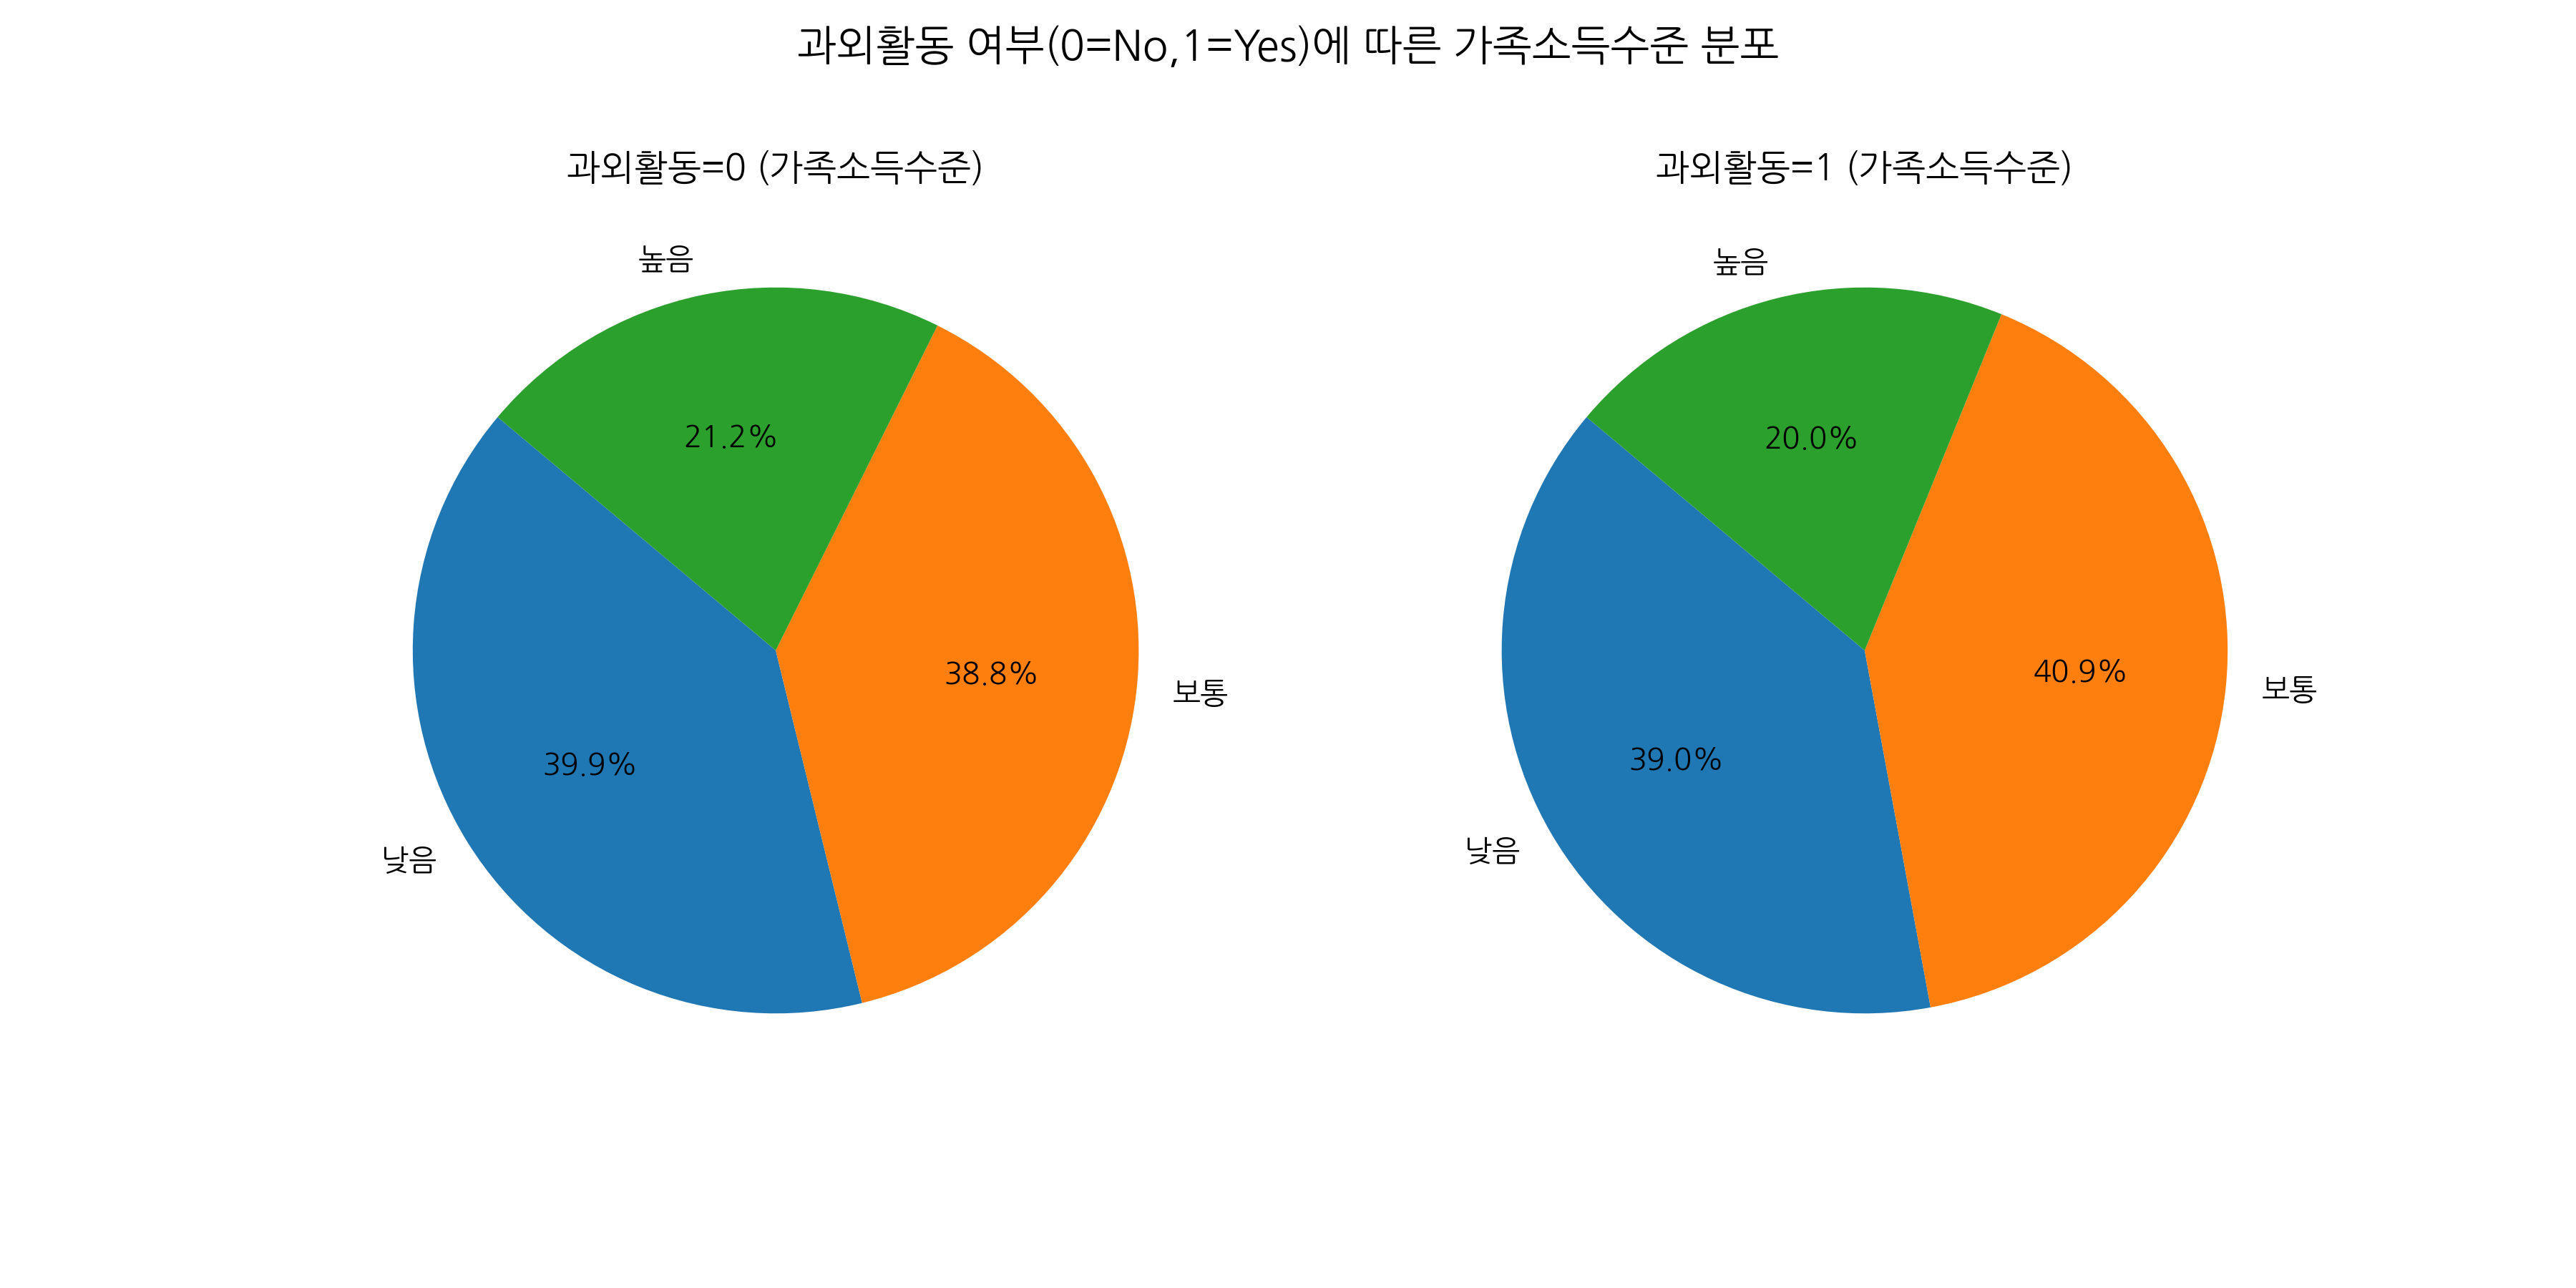 과외활동 여부(0=No,1=Yes)에 따른 가족소득수준 분포
과외활동=0 (가족소득수준)
높음
21.2%
38.8%
보통
39.9%
낮음
과외활동=1 (가족소득수준)
높음
20.0%
40.9%
보통
39.0%
낮음